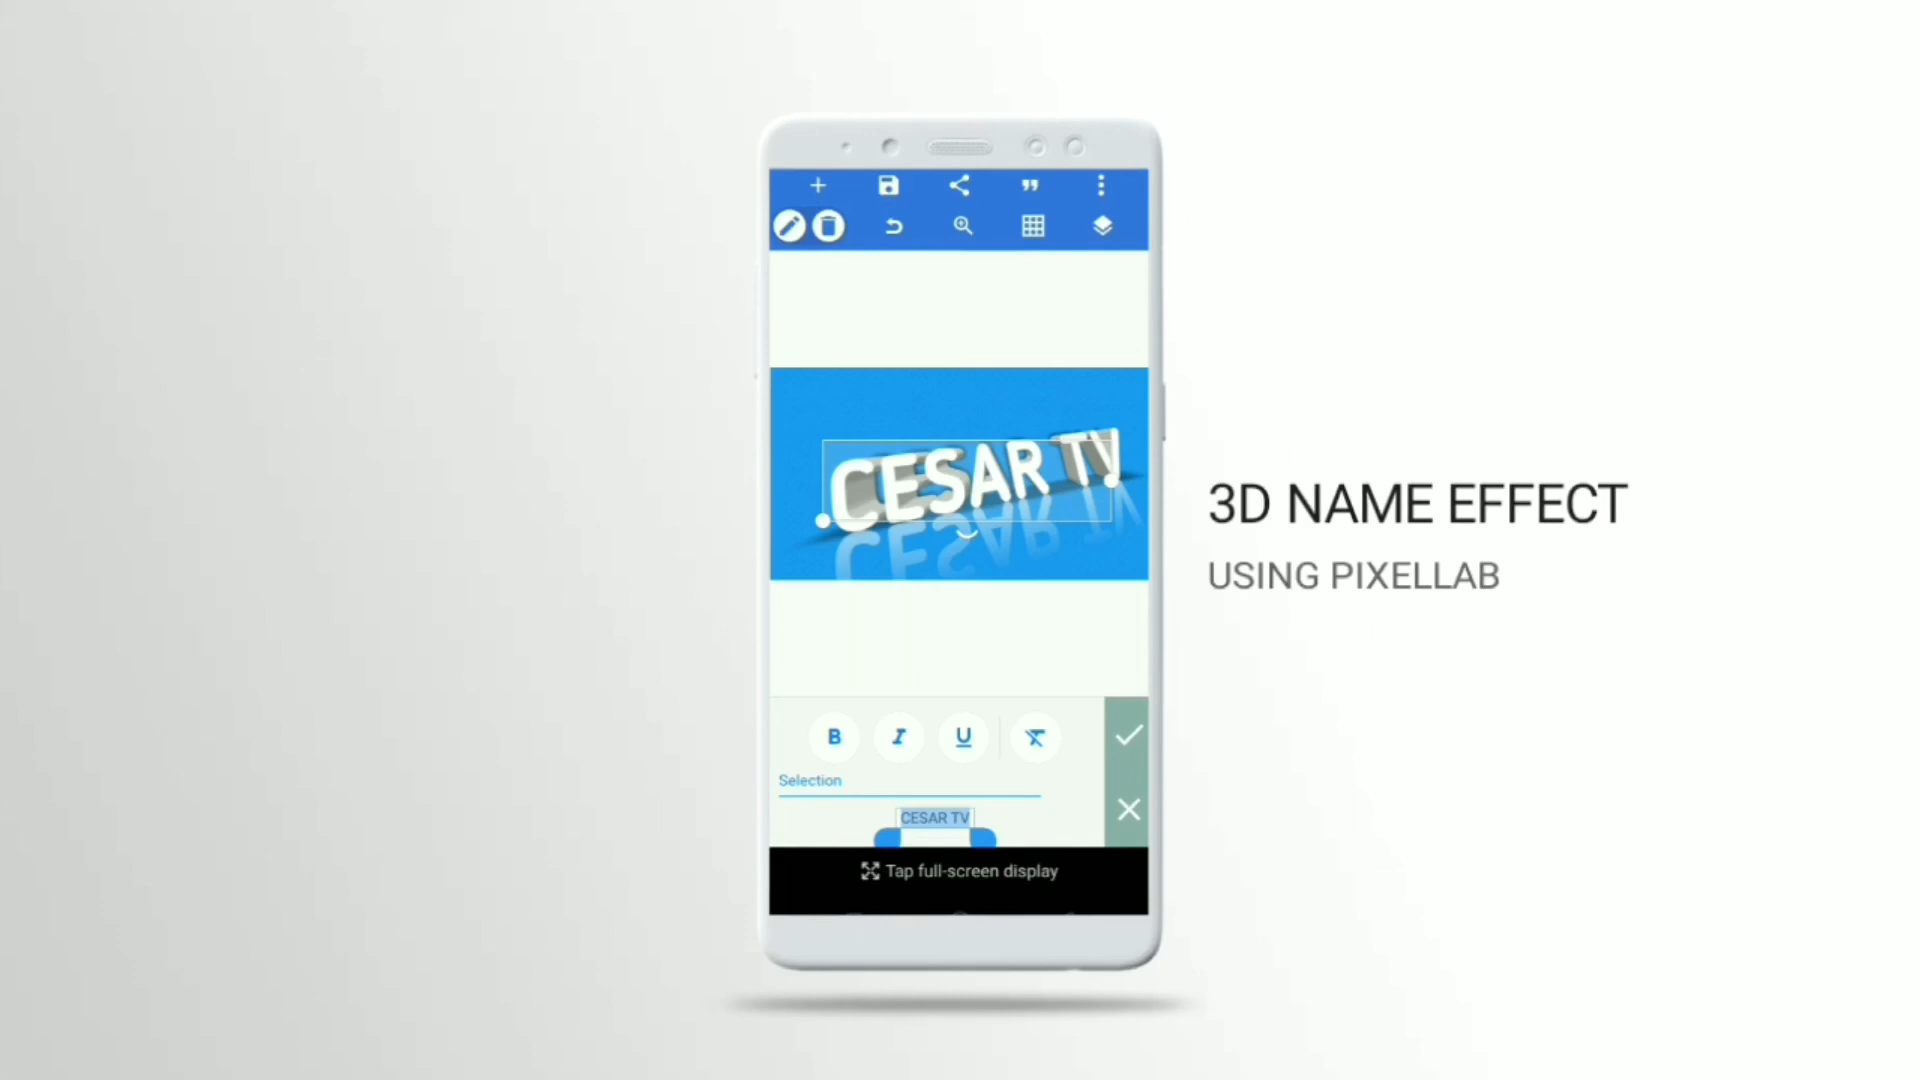 CESAR TV
3D NAME EFFECT
USING PIXELLAB
B I U
Selection
CESAR TV
Tap full-screen display